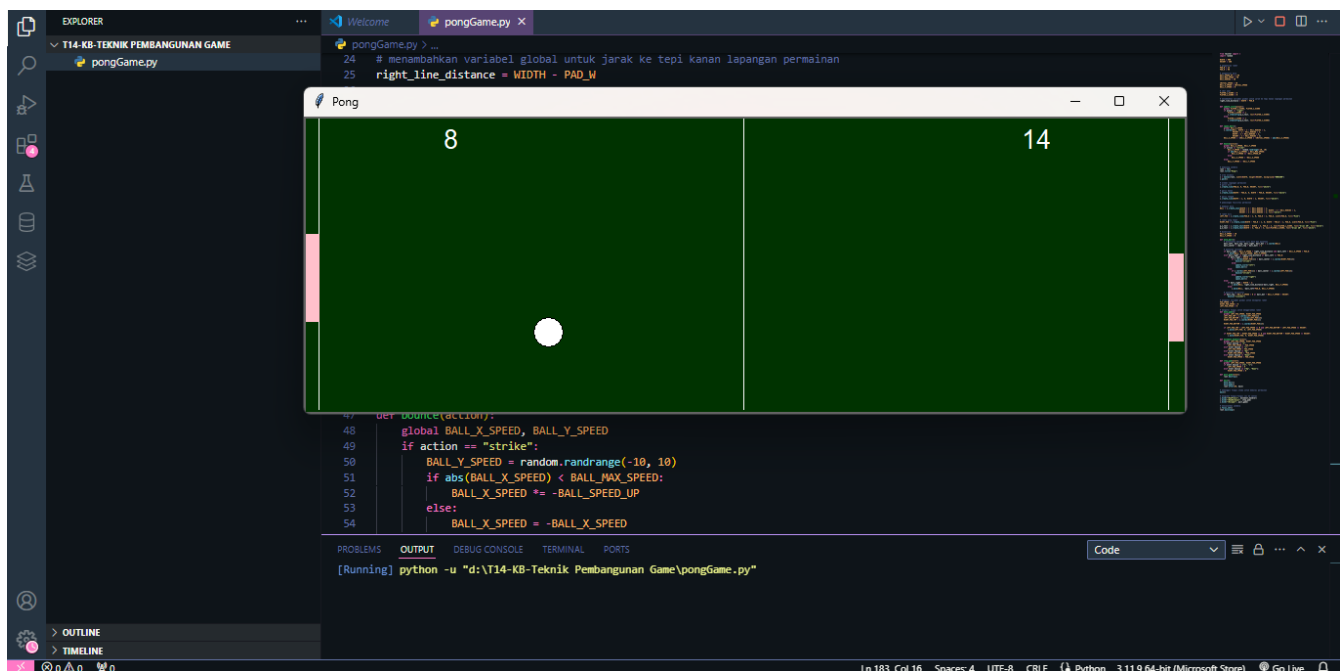 EXPLORER
Welcome
pongGame.py
T14-KB-TEKNIK PEMBANGUNAN GAME
pongGame.py > ...
pongGame.py
24 # menambahkan variabel global untuk jarak ke tepi kanan lapangan permainan
25 right_line_distance = WIDTH - PAD_W
Pong
8 14
47 def bounce(action):
48 global BALL_X_SPEED, BALL_Y_SPEED
49 if action == "strike":
50 BALL_Y_SPEED = random.randrange(-10, 10)
51 if abs(BALL_X_SPEED) < BALL_MAX_SPEED:
52 BALL_X_SPEED *= -BALL_SPEED_UP
53 else:
54 BALL_X_SPEED = -BALL_X_SPEED
PROBLEMS OUTPUT DEBUG CONSOLE TERMINAL PORTS Code
[Running] python -u "d:\T14-KB-Teknik Pembangunan Game\pongGame.py"
4
OUTLINE
TIMELINE
0 0 0 Ln 183, Col 16 Spaces: 4 UTF-8 CRLF Python 3.11.9 64-bit (Microsoft Store) Go Live